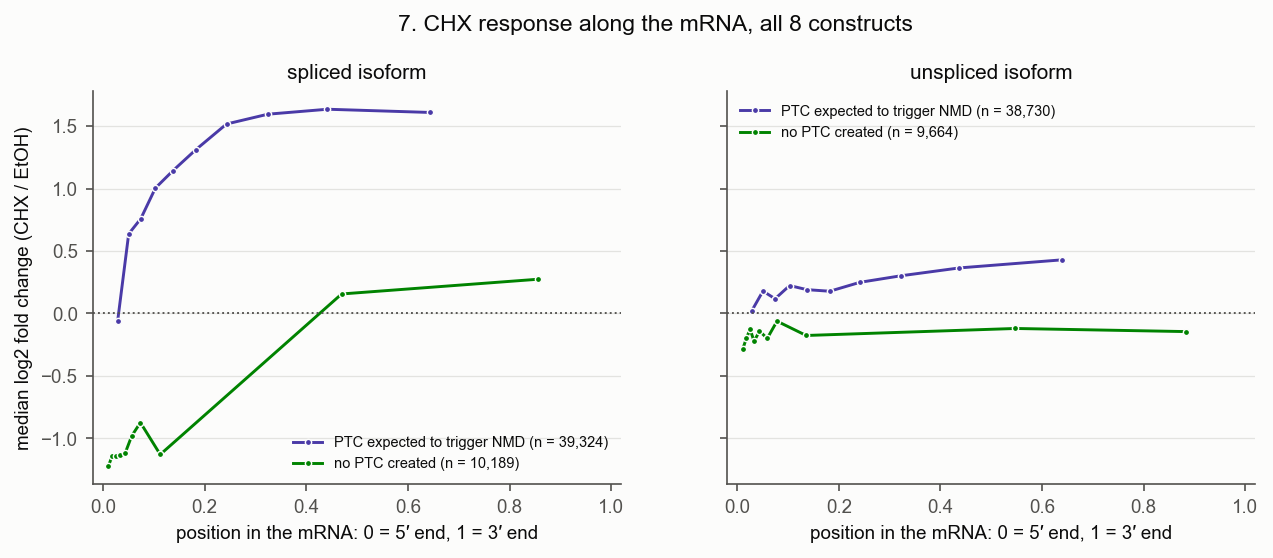 7. CHX response along the mRNA, all 8 constructs
spliced isoform
median log2 fold change (CHX / EtOH)
1.5
1.0
0.5
0.0
−0.5
−1.0
PTC expected to trigger NMD (n = 39,324)
no PTC created (n = 10,189)
0.0 0.2 0.4 0.6 0.8 1.0
position in the mRNA: 0 = 5′ end, 1 = 3′ end
unspliced isoform
PTC expected to trigger NMD (n = 38,730)
no PTC created (n = 9,664)
0.0 0.2 0.4 0.6 0.8 1.0
position in the mRNA: 0 = 5′ end, 1 = 3′ end